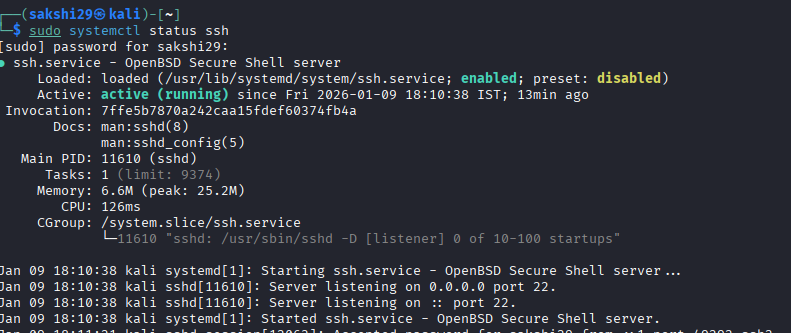 ┌──(sakshi29㉿kali)-[~]
└─$ sudo systemctl status ssh
[sudo] password for sakshi29:
● ssh.service - OpenBSD Secure Shell server
Loaded: loaded (/usr/lib/systemd/system/ssh.service; enabled; preset: disabled)
Active: active (running) since Fri 2026-01-09 18:10:38 IST; 13min ago
Invocation: 7ffe5b7870a242caa15fdef60374fb4a
Docs: man:sshd(8)
man:sshd_config(5)
Main PID: 11610 (sshd)
Tasks: 1 (limit: 9374)
Memory: 6.6M (peak: 25.2M)
CPU: 126ms
CGroup: /system.slice/ssh.service
└─11610 "sshd: /usr/sbin/sshd -D [listener] 0 of 10-100 startups"
Jan 09 18:10:38 kali systemd[1]: Starting ssh.service - OpenBSD Secure Shell server...
Jan 09 18:10:38 kali sshd[11610]: Server listening on 0.0.0.0 port 22.
Jan 09 18:10:38 kali sshd[11610]: Server listening on :: port 22.
Jan 09 18:10:38 kali systemd[1]: Started ssh.service - OpenBSD Secure Shell server.